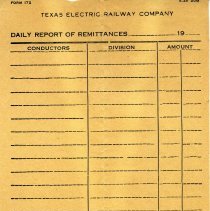 FORM 173
TEXAS ELECTRIC RAILWAY COMPANY
DAILY REPORT OF REMITTANCES 19
CONDUCTORS DIVISION AMOUNT